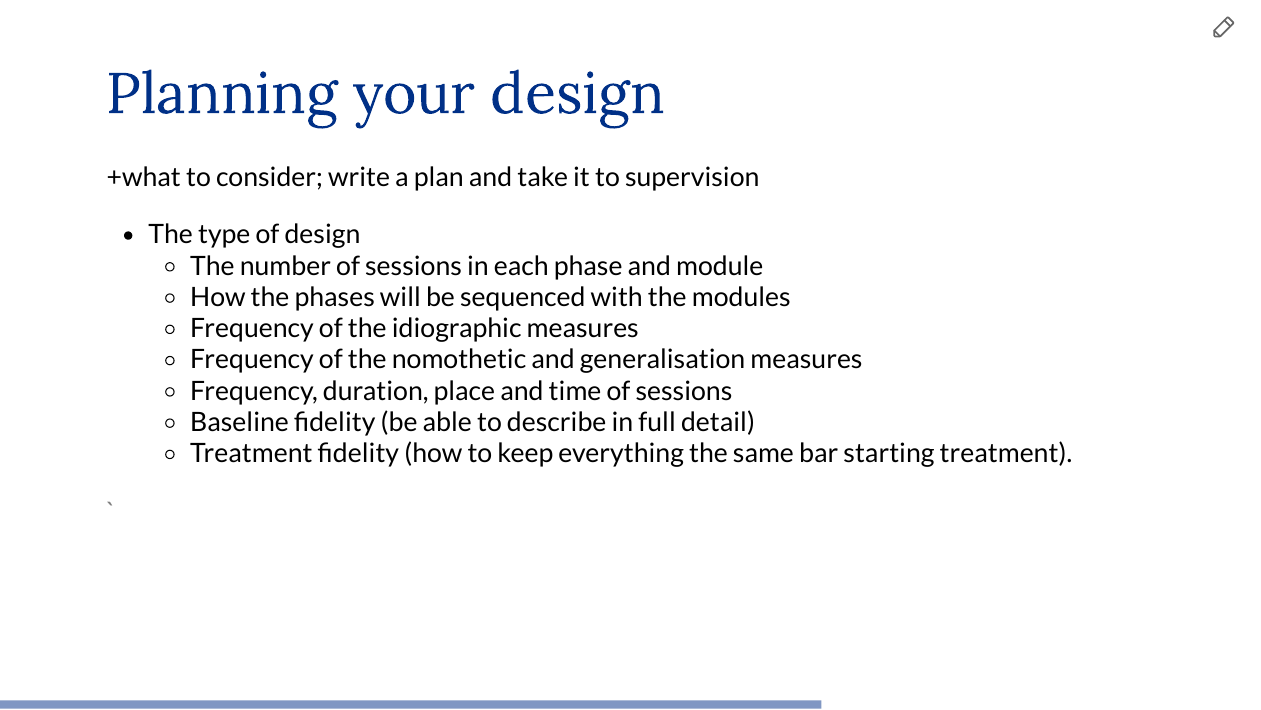 Planning your design
+what to consider; write a plan and take it to supervision
• The type of design
◦ The number of sessions in each phase and module
◦ How the phases will be sequenced with the modules
◦ Frequency of the idiographic measures
◦ Frequency of the nomothetic and generalisation measures
◦ Frequency, duration, place and time of sessions
◦ Baseline fidelity (be able to describe in full detail)
◦ Treatment fidelity (how to keep everything the same bar starting treatment).
`